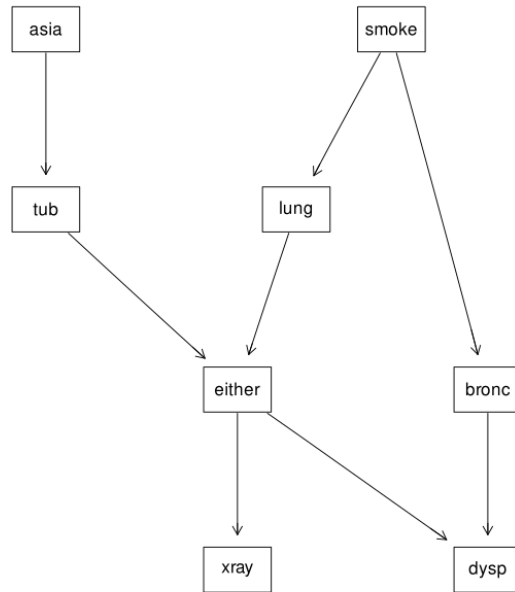 asia
smoke
tub
lung
either
bronc
xray
dysp